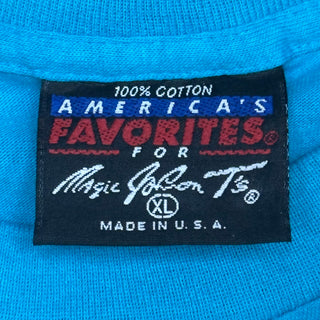 100% COTTON
AMERICA'S
FAVORITES®
FOR
Magic Johnson T's®
XL
MADE IN U.S.A.